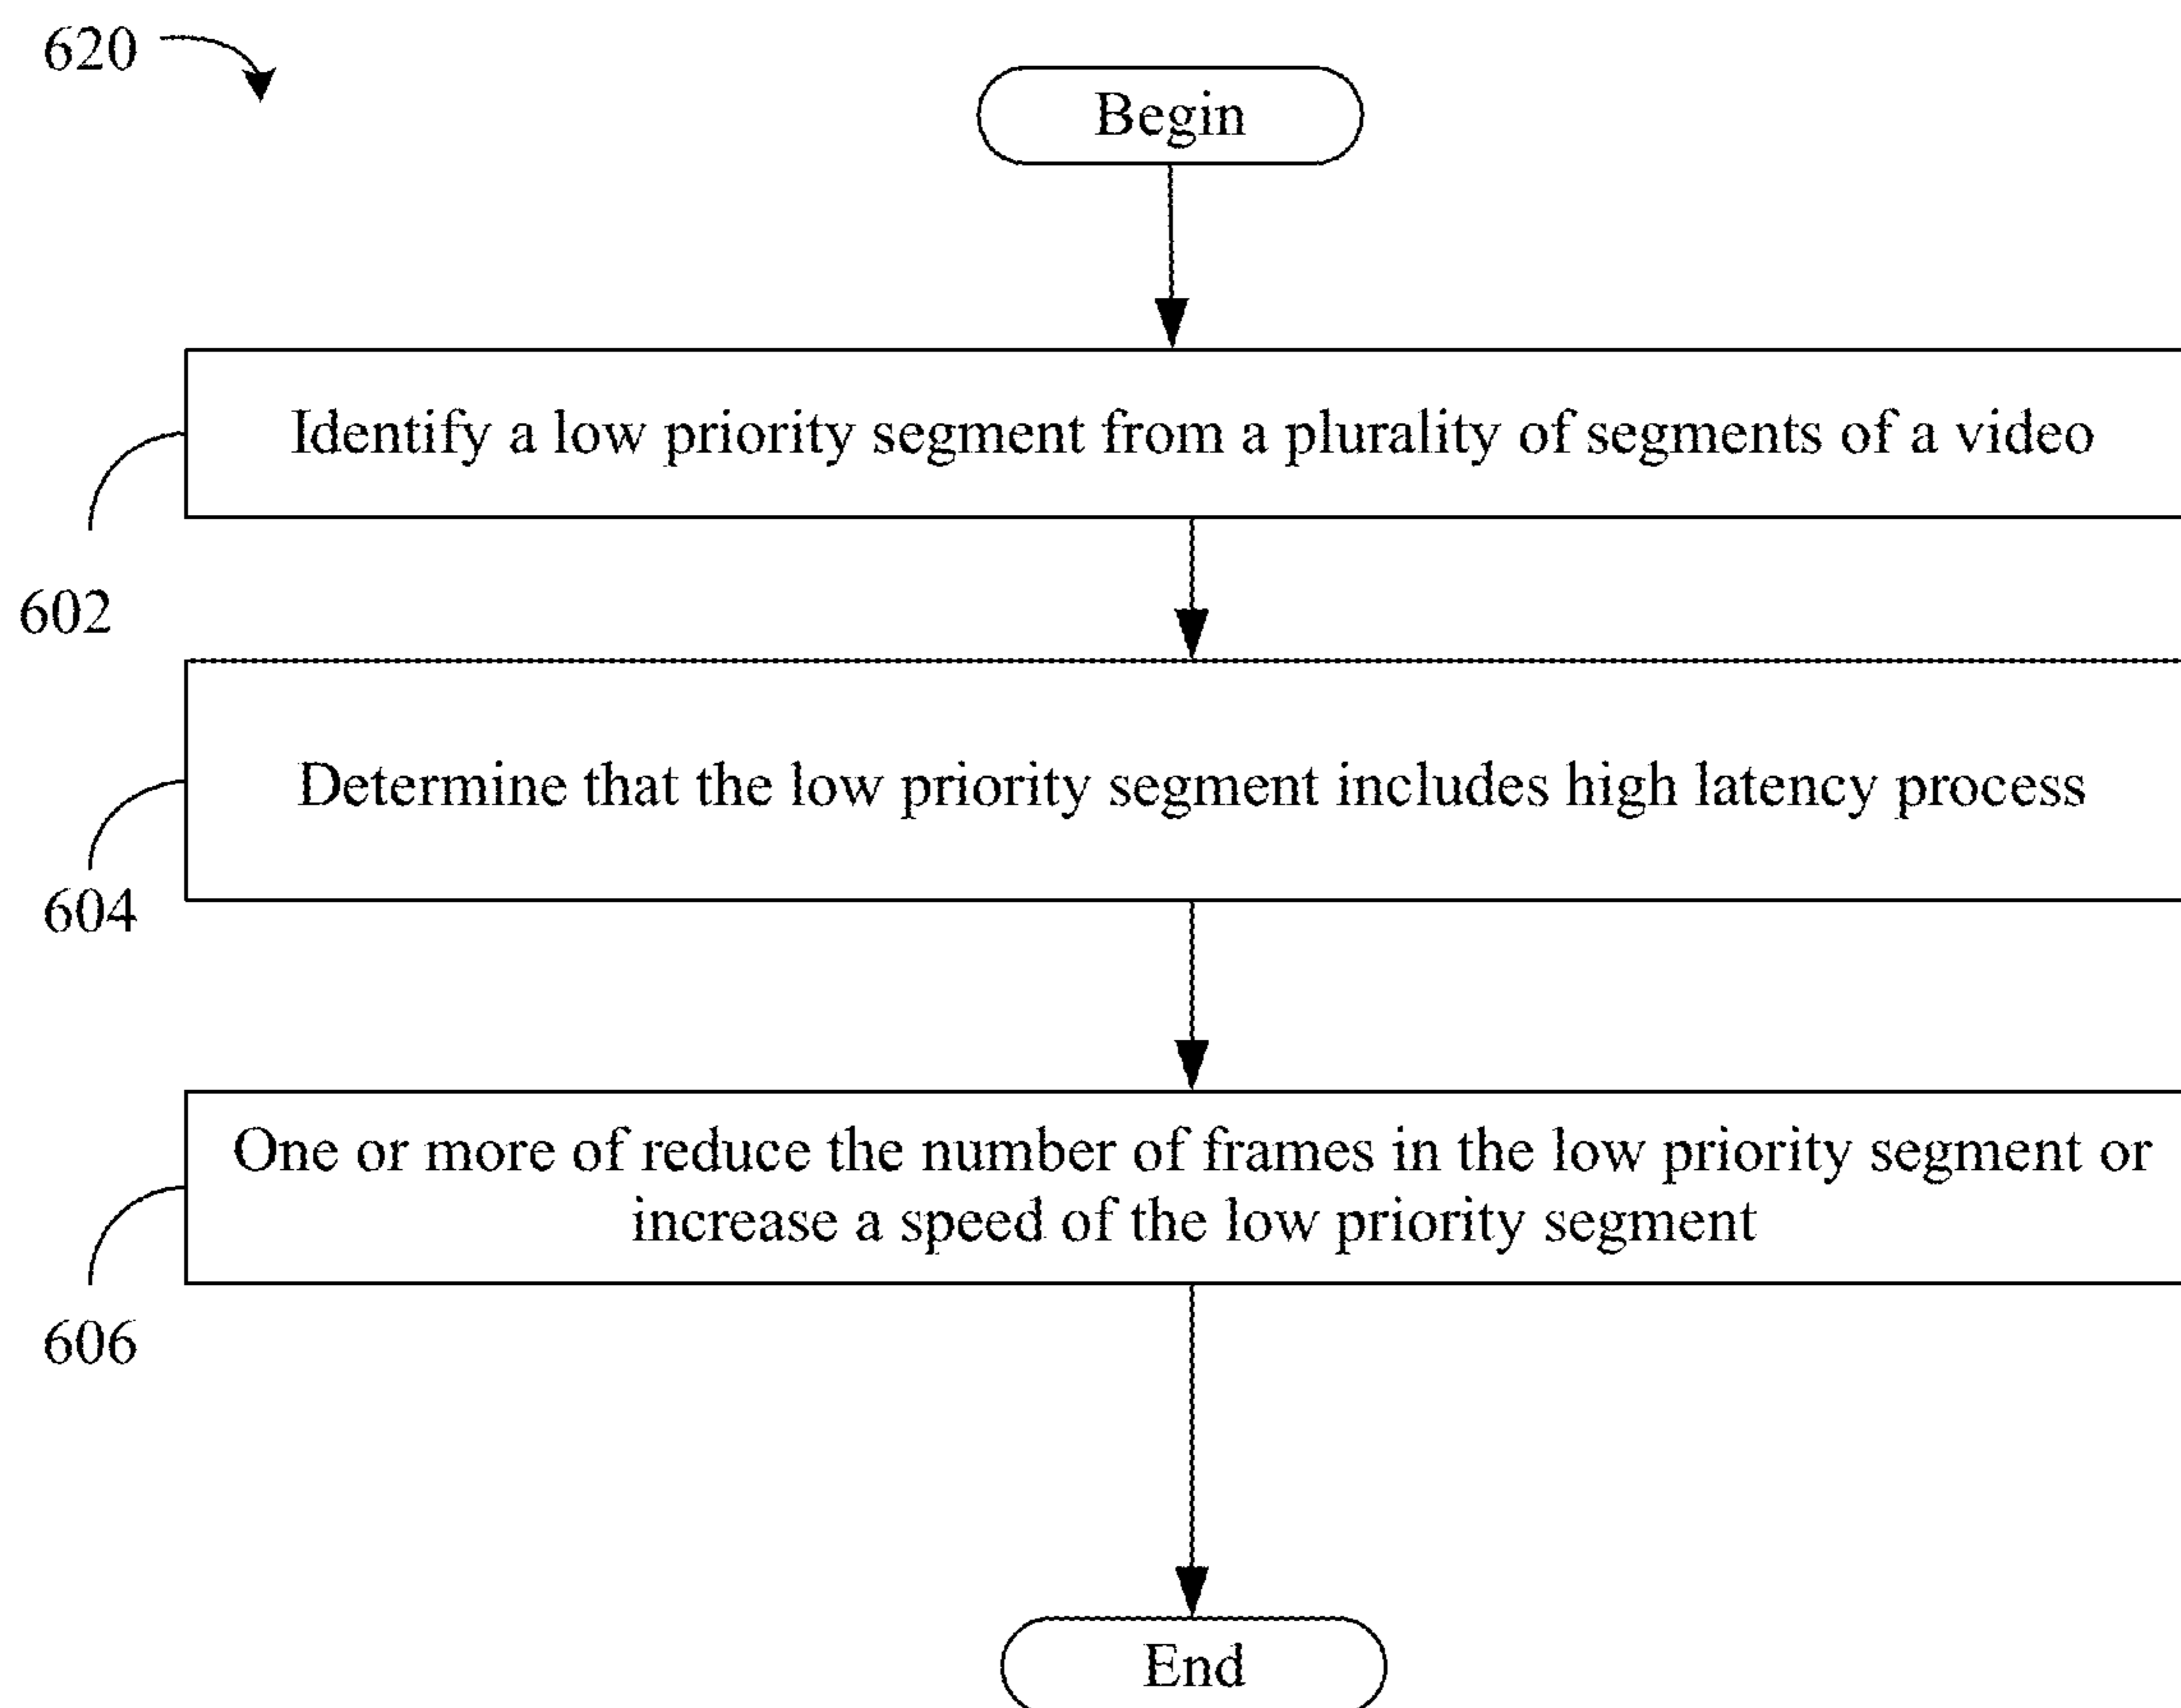 620
Begin
Identify a low priority segment from a plurality of segments of a video
602
Determine that the low priority segment includes high latency process
604
One or more of reduce the number of frames in the low priority segment or
increase a speed of the low priority segment
606
End